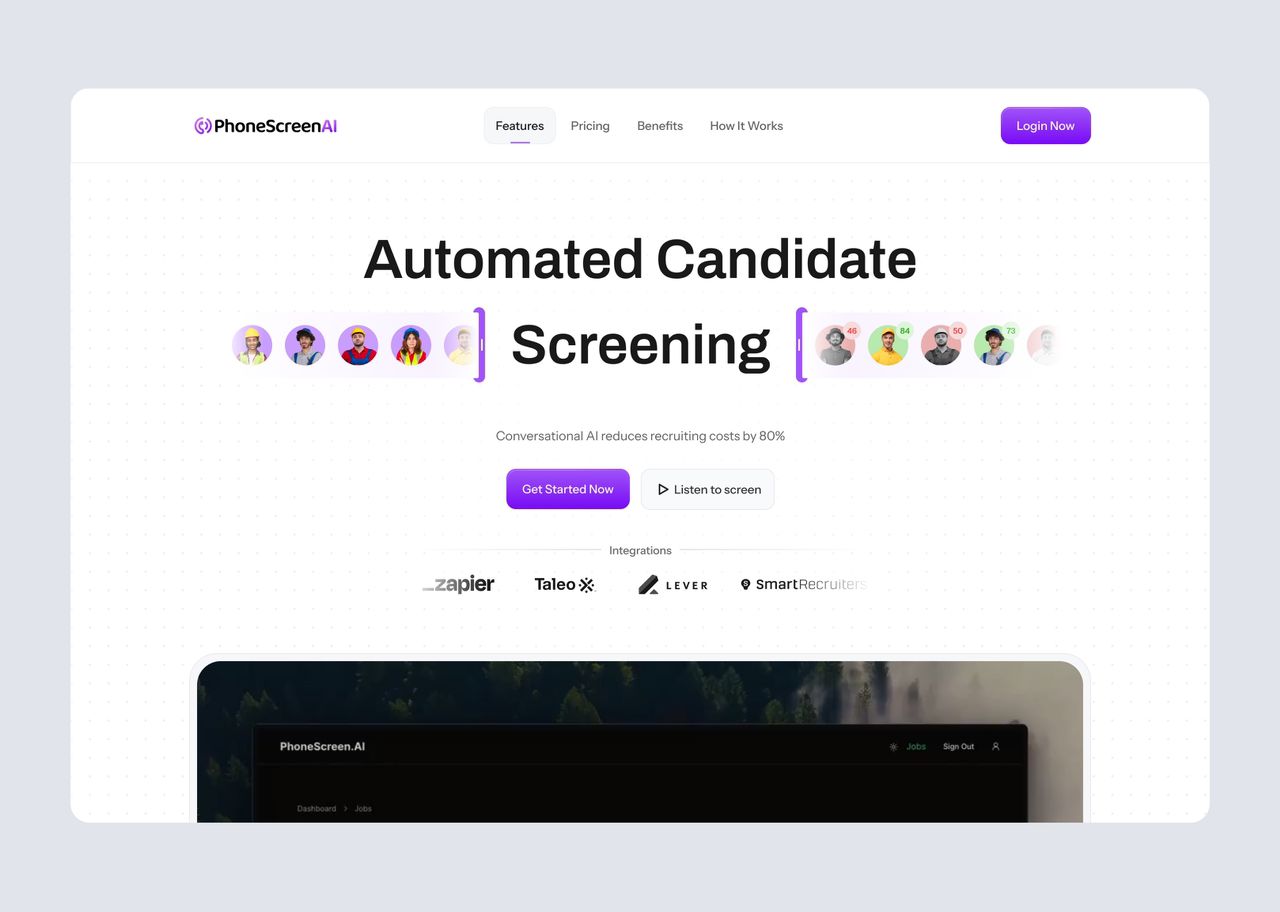 PhoneScreenAI
Features
Pricing
Benefits
How It Works
Login Now
Automated Candidate
Screening
46
84
50
73
Conversational AI reduces recruiting costs by 80%
Get Started Now
Listen to screen
Integrations
zapier
Taleo
LEVER
SmartRecruiters
PhoneScreen.AI
Jobs
Sign Out
Dashboard > Jobs